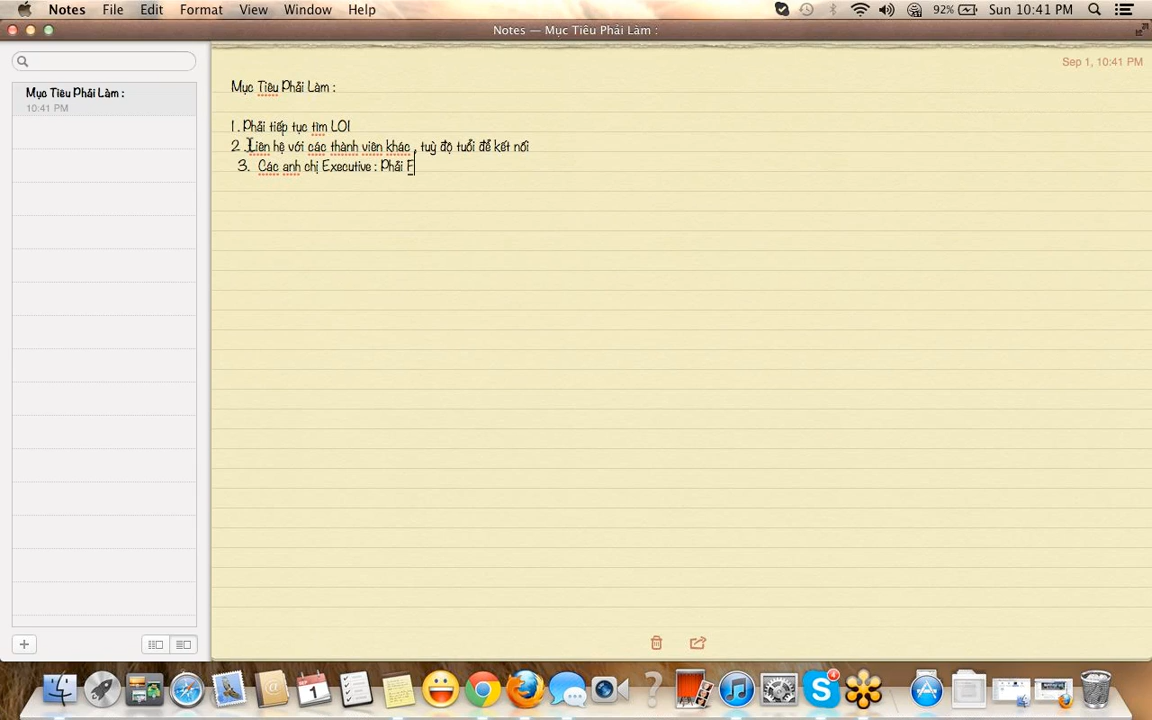 Notes File Edit Format View Window Help 92% Sun 10:41 PM
Notes — Mục Tiêu Phải Làm :
Sep 1, 10:41 PM
Mục Tiêu Phải Làm :
10:41 PM
Mục Tiêu Phải Làm :
1. Phải tiếp tục tìm LOI
2. Liên hệ với các thành viên khác , tuỳ độ tuổi để kết nối
3. Các anh chị Executive : Phải F
1
4